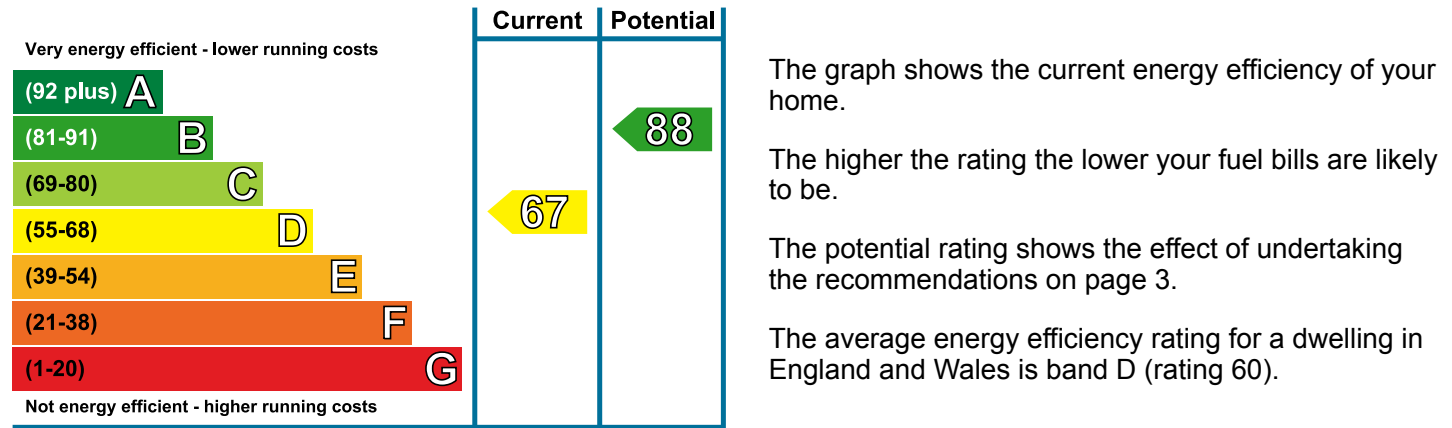 Current Potential
Very energy efficient - lower running costs
(92 plus) A
(81-91) B
88
(69-80) C
67
(55-68) D
(39-54) E
(21-38) F
(1-20) G
Not energy efficient - higher running costs
The graph shows the current energy efficiency of your
home.
The higher the rating the lower your fuel bills are likely
to be.
The potential rating shows the effect of undertaking
the recommendations on page 3.
The average energy efficiency rating for a dwelling in
England and Wales is band D (rating 60).